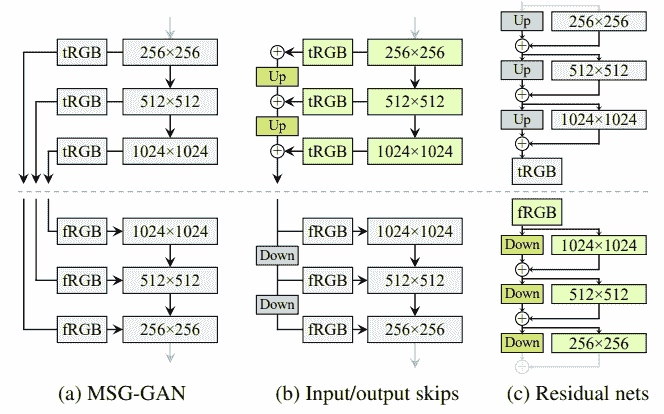 tRGB 256×256
tRGB 512×512
tRGB 1024×1024
fRGB 1024×1024
fRGB 512×512
fRGB 256×256
(a) MSG-GAN
tRGB 256×256
Up
tRGB 512×512
Up
tRGB 1024×1024
fRGB 1024×1024
Down
fRGB 512×512
Down
fRGB 256×256
(b) Input/output skips
Up 256×256
Up 512×512
Up 1024×1024
tRGB
fRGB
Down 1024×1024
Down 512×512
Down 256×256
(c) Residual nets